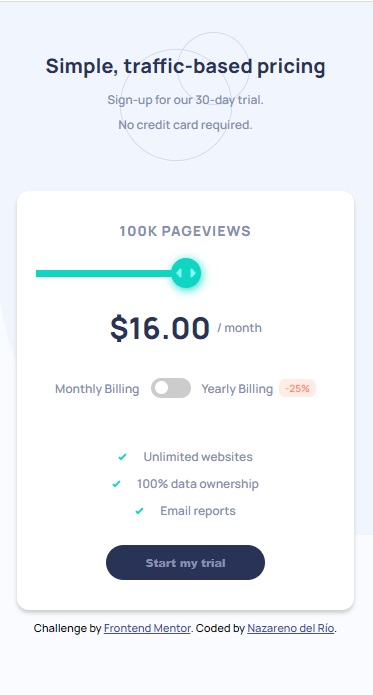 Simple, traffic-based pricing
Sign-up for our 30-day trial.
No credit card required.
100K PAGEVIEWS
$16.00 / month
Monthly Billing Yearly Billing -25%
Unlimited websites
100% data ownership
Email reports
Start my trial
Challenge by Frontend Mentor. Coded by Nazareno del Río.